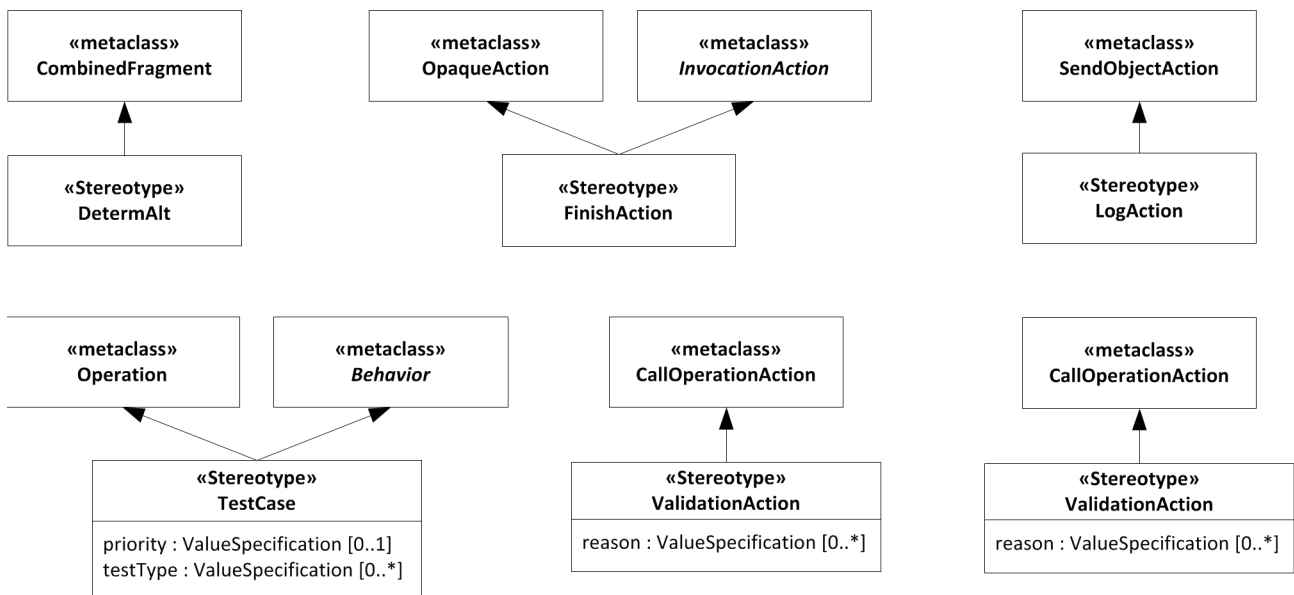 «metaclass»
CombinedFragment
«metaclass»
OpaqueAction
«metaclass»
InvocationAction
«metaclass»
SendObjectAction
«Stereotype»
DetermAlt
«Stereotype»
FinishAction
«Stereotype»
LogAction
«metaclass»
Operation
«metaclass»
Behavior
«metaclass»
CallOperationAction
«metaclass»
CallOperationAction
«Stereotype»
TestCase
priority : ValueSpecification [0..1]
testType : ValueSpecification [0..*]
«Stereotype»
ValidationAction
reason : ValueSpecification [0..*]
«Stereotype»
ValidationAction
reason : ValueSpecification [0..*]